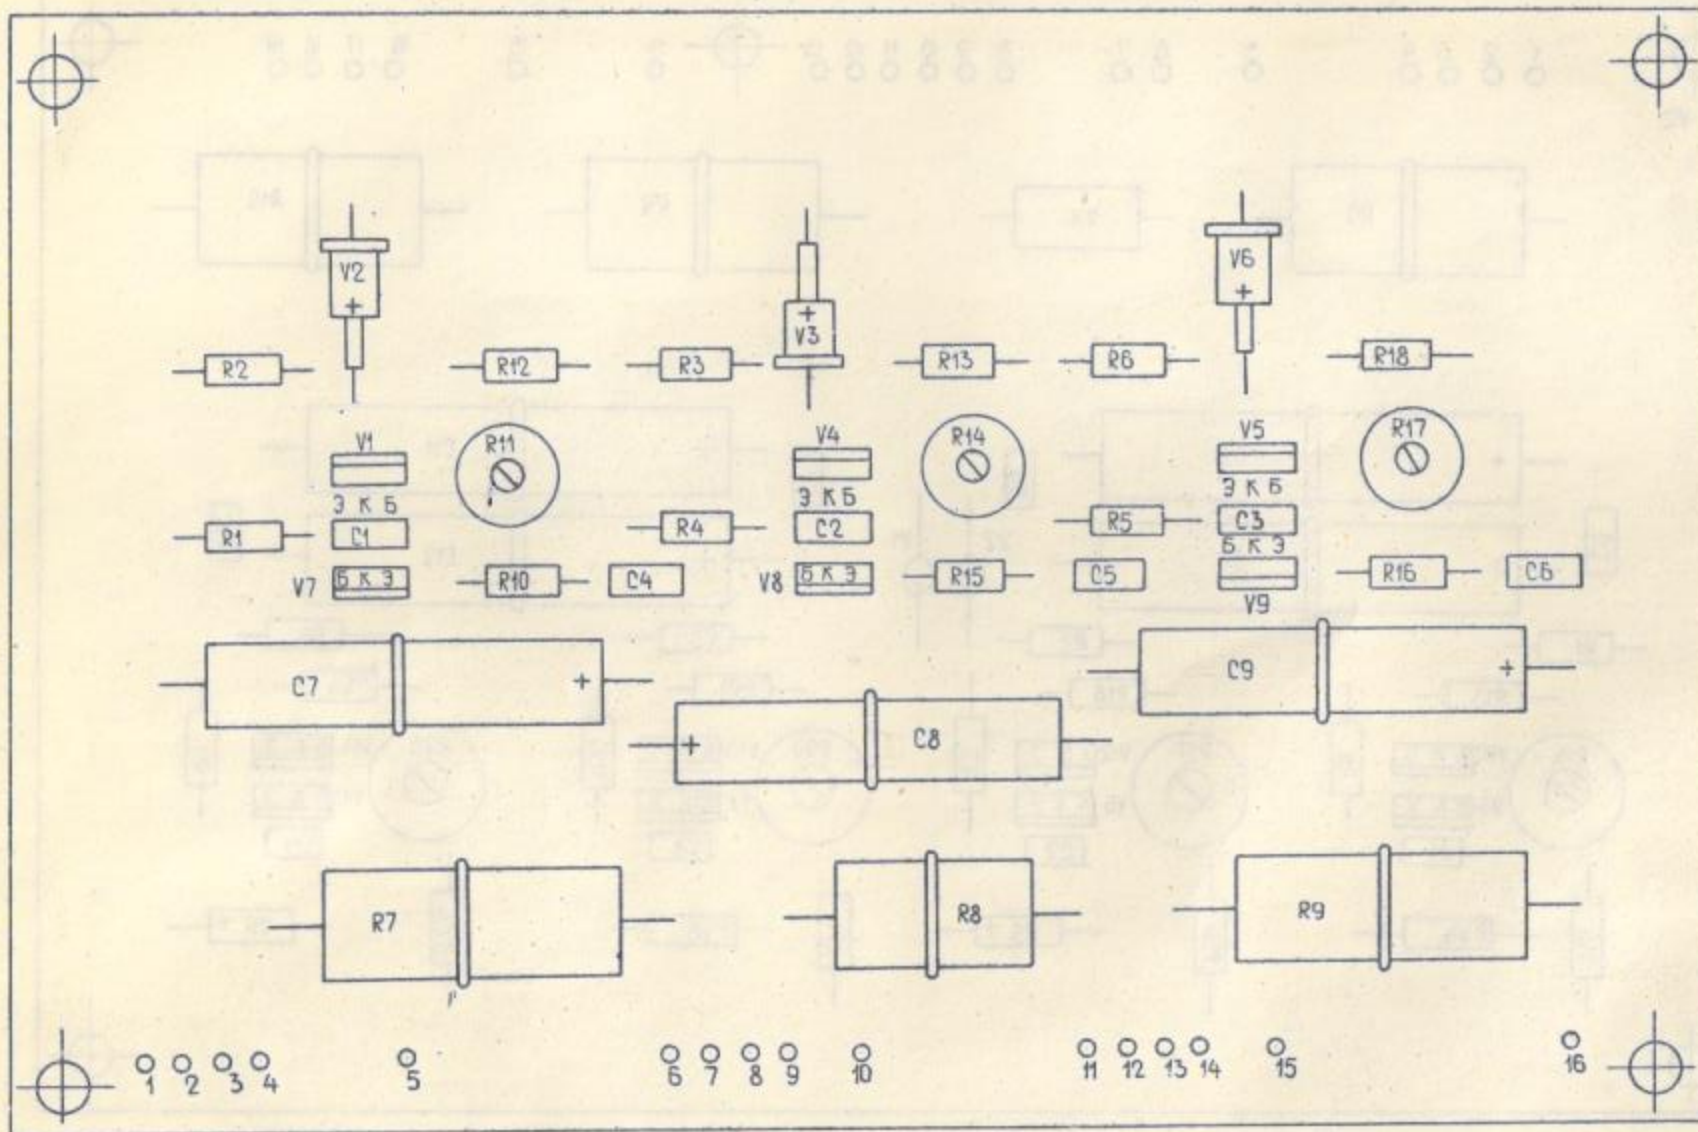 V2
V3
V6
R2
R12
R3
R13
R6
R18
V1
R11
V4
R14
V5
R17
Э К Б
Э К Б
Э К Б
R1
C1
R4
C2
R5
C3
Б К Э
V7
Б К Э
R10
C4
V8
Б К Э
R15
C5
R16
C6
V9
C7
+
C9
+
+
C8
R7
R8
R9
1 2 3 4 5 6 7 8 9 10 11 12 13 14 15 16